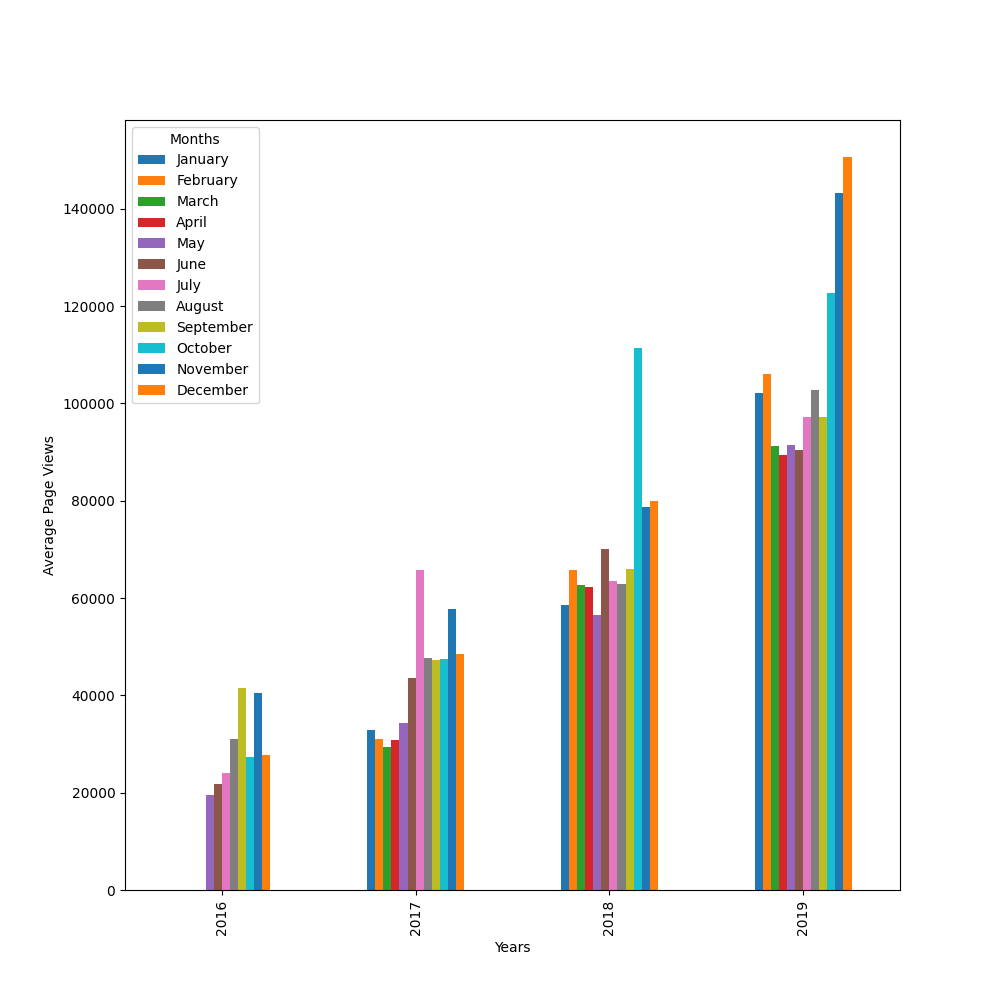 Months
January
February
March
April
May
June
July
August
September
October
November
December
140000
120000
100000
80000
60000
40000
20000
0
Average Page Views
2016
2017
2018
2019
Years